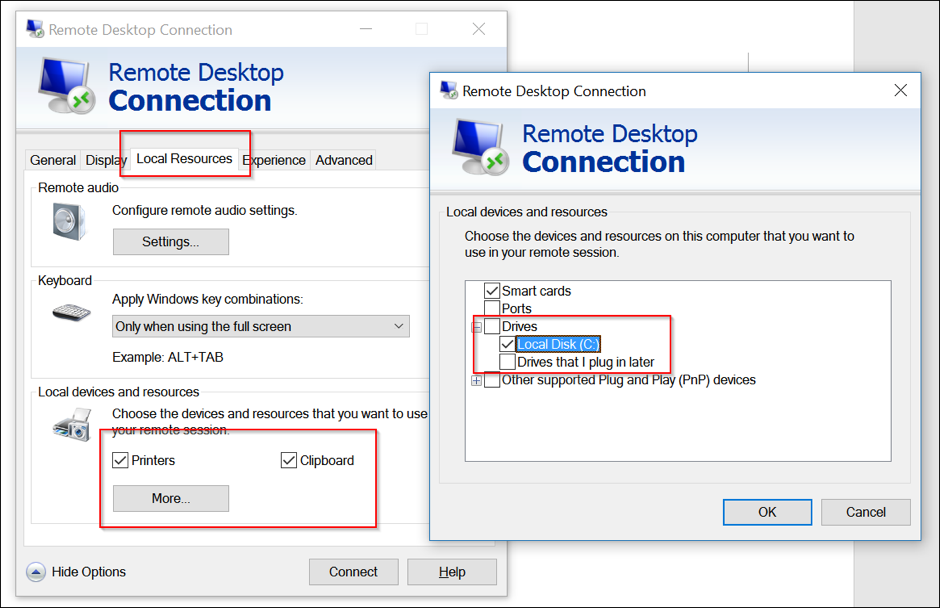 Remote Desktop Connection
Remote Desktop
Connection
General
Display
Local Resources
Experience
Advanced
Remote audio
Configure remote audio settings.
Settings...
Keyboard
Apply Windows key combinations:
Only when using the full screen
Example: ALT+TAB
Local devices and resources
Choose the devices and resources that you want to use
your remote session.
Printers
Clipboard
More...
Hide Options
Connect
Help
Remote Desktop Connection
Remote Desktop
Connection
Local devices and resources
Choose the devices and resources on this computer that you want to
use in your remote session.
Smart cards
Ports
Drives
Local Disk (C:)
Drives that I plug in later
Other supported Plug and Play (PnP) devices
OK
Cancel